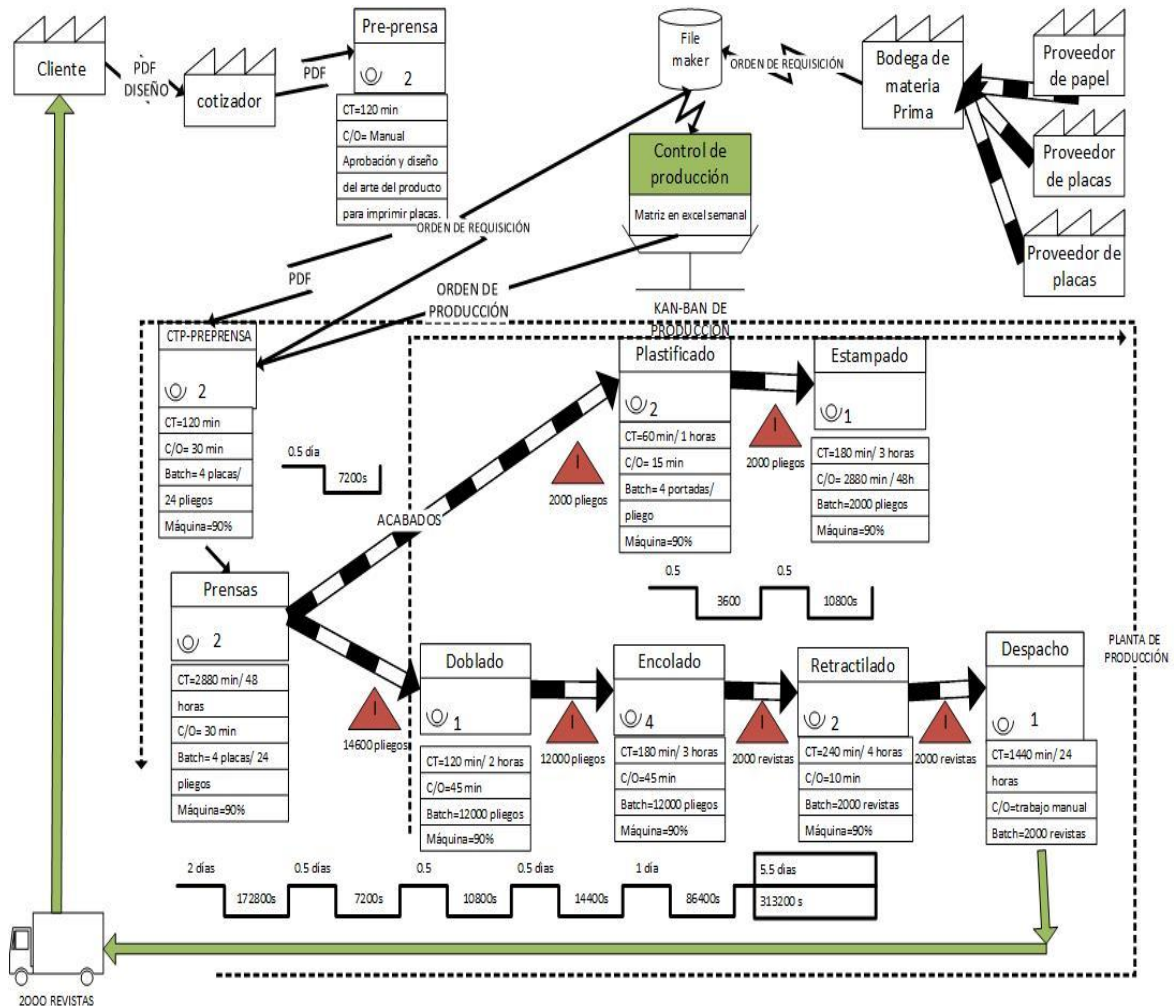 Cliente
PDF
DISEÑO
cotizador
PDF
Pre-prensa
2
CT=120 min
C/O= Manual
Aprobación y diseño
del arte del producto
para imprimir placas.
File
maker
ORDEN DE REQUISICIÓN
Bodega de
materia
Prima
Proveedor
de papel
Proveedor
de placas
Proveedor de
placas
Control de
producción
Matriz en excel semanal
ORDEN DE REQUISICIÓN
PDF
ORDEN DE
PRODUCCIÓN
KAN-BAN DE
PRODUCCIÓN
CTP-PREPRENSA
2
CT=120 min
C/O= 30 min
Batch= 4 placas/
24 pliegos
Máquina=90%
0.5 día
7200s
ACABADOS
I
2000 pliegos
Plastificado
2
CT=60 min/ 1 horas
C/O= 15 min
Batch= 4 portadas/
pliego
Máquina=90%
I
2000 pliegos
Estampado
1
CT=180 min/ 3 horas
C/O= 2880 min / 48h
Batch=2000 pliegos
Máquina=90%
0.5
3600
0.5
10800s
PLANTA DE
PRODUCCIÓN
Prensas
2
CT=2880 min/ 48
horas
C/O= 30 min
Batch= 4 placas/ 24
pliegos
Máquina=90%
I
14600 pliegos
Doblado
1
CT=120 min/ 2 horas
C/O=45 min
Batch=12000 pliegos
Máquina=90%
I
12000 pliegos
Encolado
4
CT=180 min/ 3 horas
C/O=45 min
Batch=12000 pliegos
Máquina=90%
I
2000 revistas
Retractilado
2
CT=240 min/ 4 horas
C/O=10 min
Batch=2000 revistas
Máquina=90%
I
2000 revistas
Despacho
1
CT=1440 min/ 24
horas
C/O=trabajo manual
Batch=2000 revistas
2 días
172800s
0.5 días
7200s
0.5
10800s
0.5 días
14400s
1 día
86400s
5.5 dias
313200 s
2000 REVISTAS